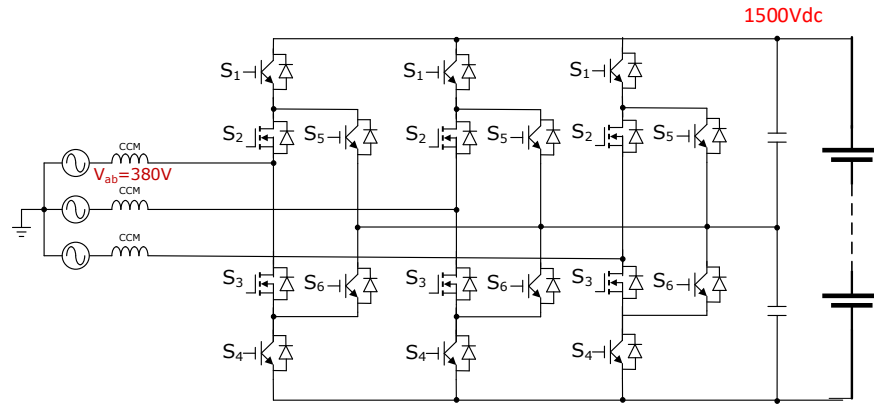 1500Vdc
S1 S1 S1
S2 S5 S2 S5 S2 S5
CCM
Vab=380V
CCM
CCM
S3 S6 S3 S6 S3 S6
S4 S4 S4